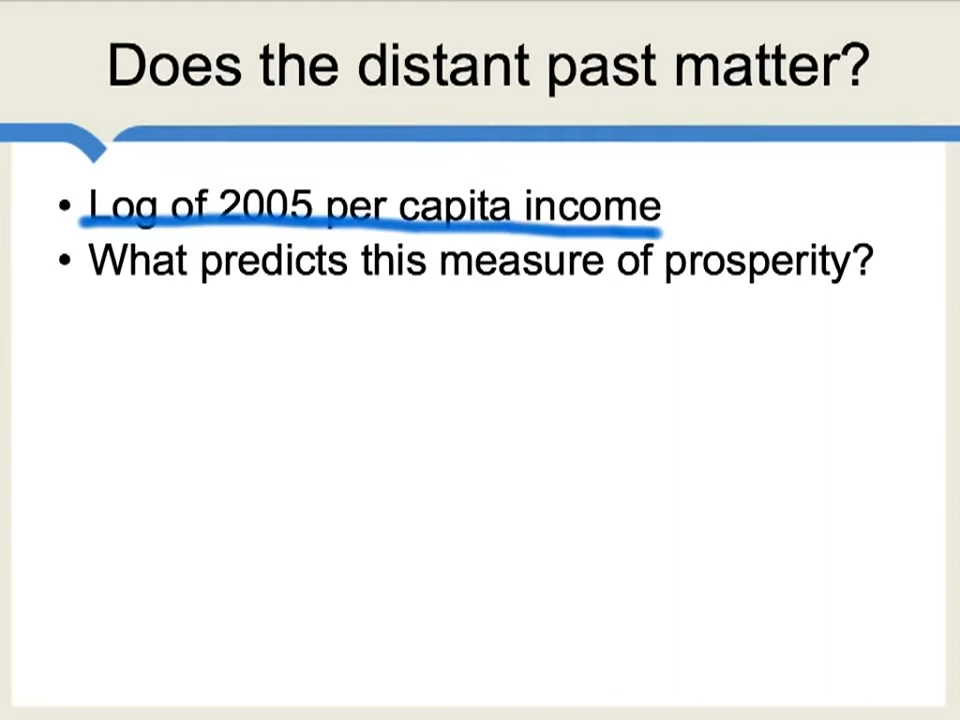 Does the distant past matter?
• Log of 2005 per capita income
• What predicts this measure of prosperity?